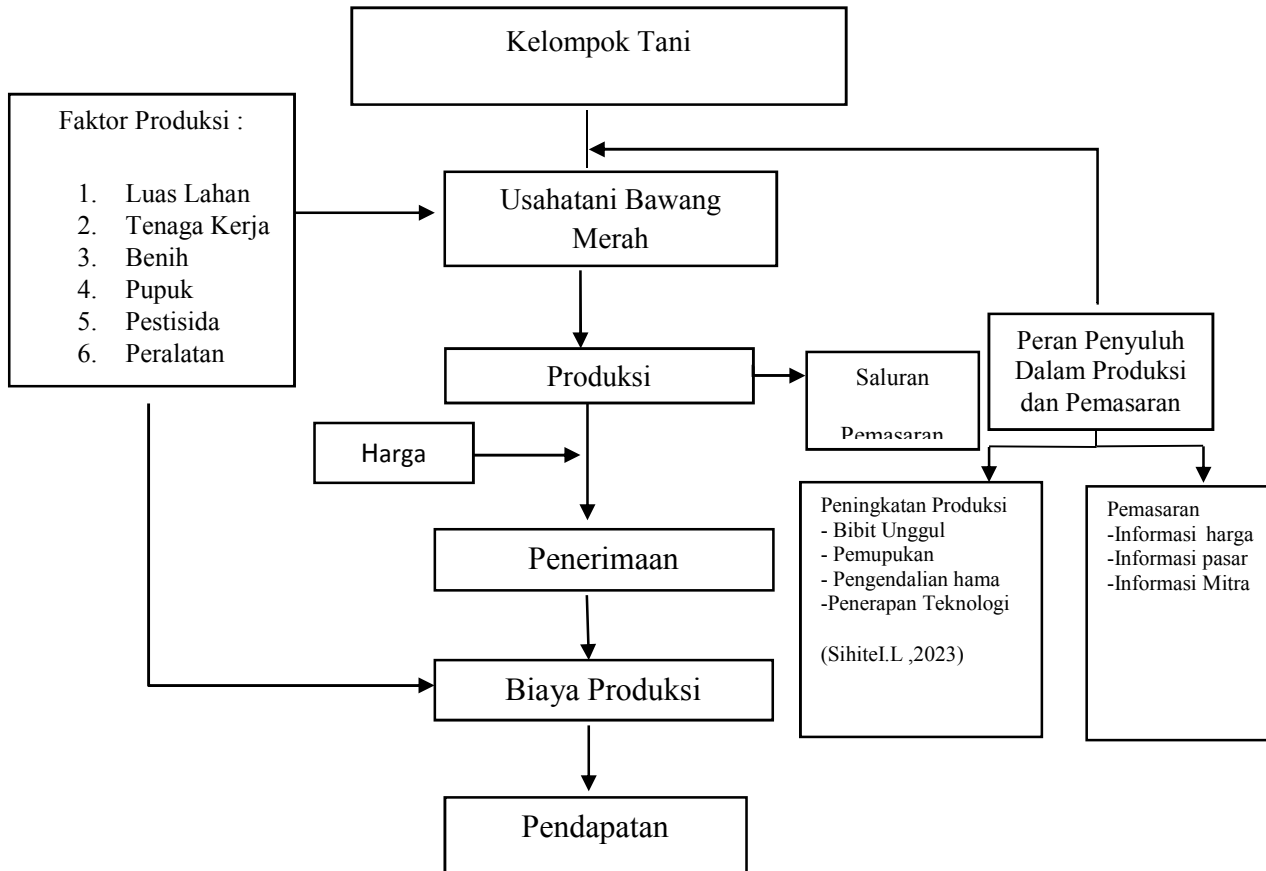 Kelompok Tani
Faktor Produksi :
1. Luas Lahan
2. Tenaga Kerja
3. Benih
4. Pupuk
5. Pestisida
6. Peralatan
Usahatani Bawang
Merah
Peran Penyuluh
Dalam Produksi
dan Pemasaran
Produksi
Saluran
Pemasaran
Harga
Peningkatan Produksi
- Bibit Unggul
- Pemupukan
- Pengendalian hama
-Penerapan Teknologi
(SihiteI.L ,2023)
Pemasaran
-Informasi harga
-Informasi pasar
-Informasi Mitra
Penerimaan
Biaya Produksi
Pendapatan